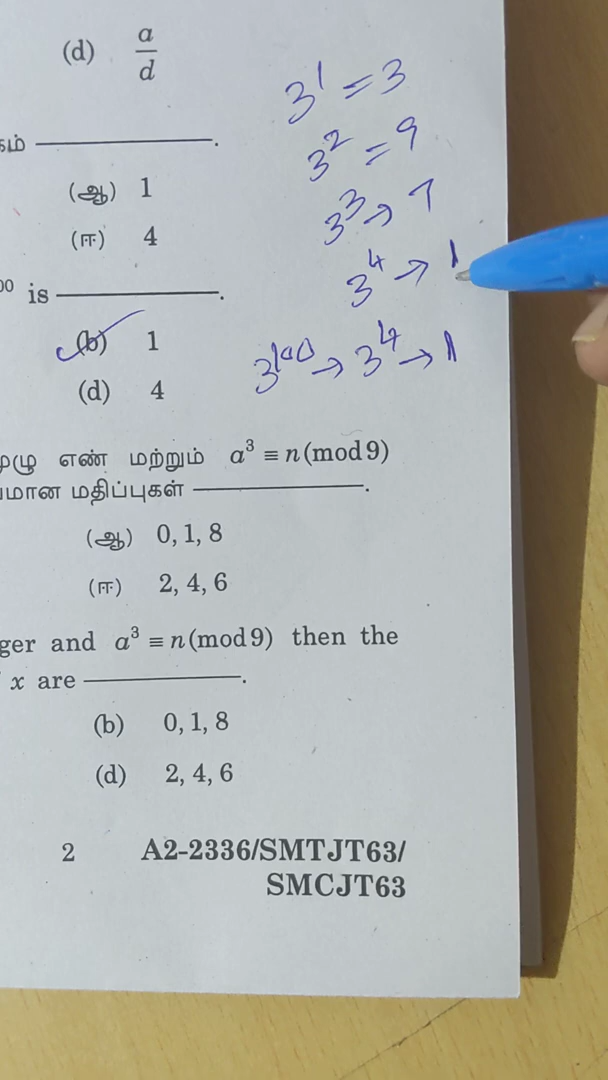 (d) a/d
3¹ = 3
3² = 9
கம் ________.
(ஆ) 1
3³ → 7
(ஈ) 4
3⁴ → 1
00 is ________.
(b) 1
3¹⁰⁰ → 3⁴ → 1
(d) 4
முழு எண் மற்றும் a³ ≡ n(mod 9)
மான மதிப்புகள் ________.
(ஆ) 0, 1, 8
(ஈ) 2, 4, 6
ger and a³ ≡ n(mod 9) then the
x are ________.
(b) 0, 1, 8
(d) 2, 4, 6
2 A2-2336/SMTJT63/
SMCJT63